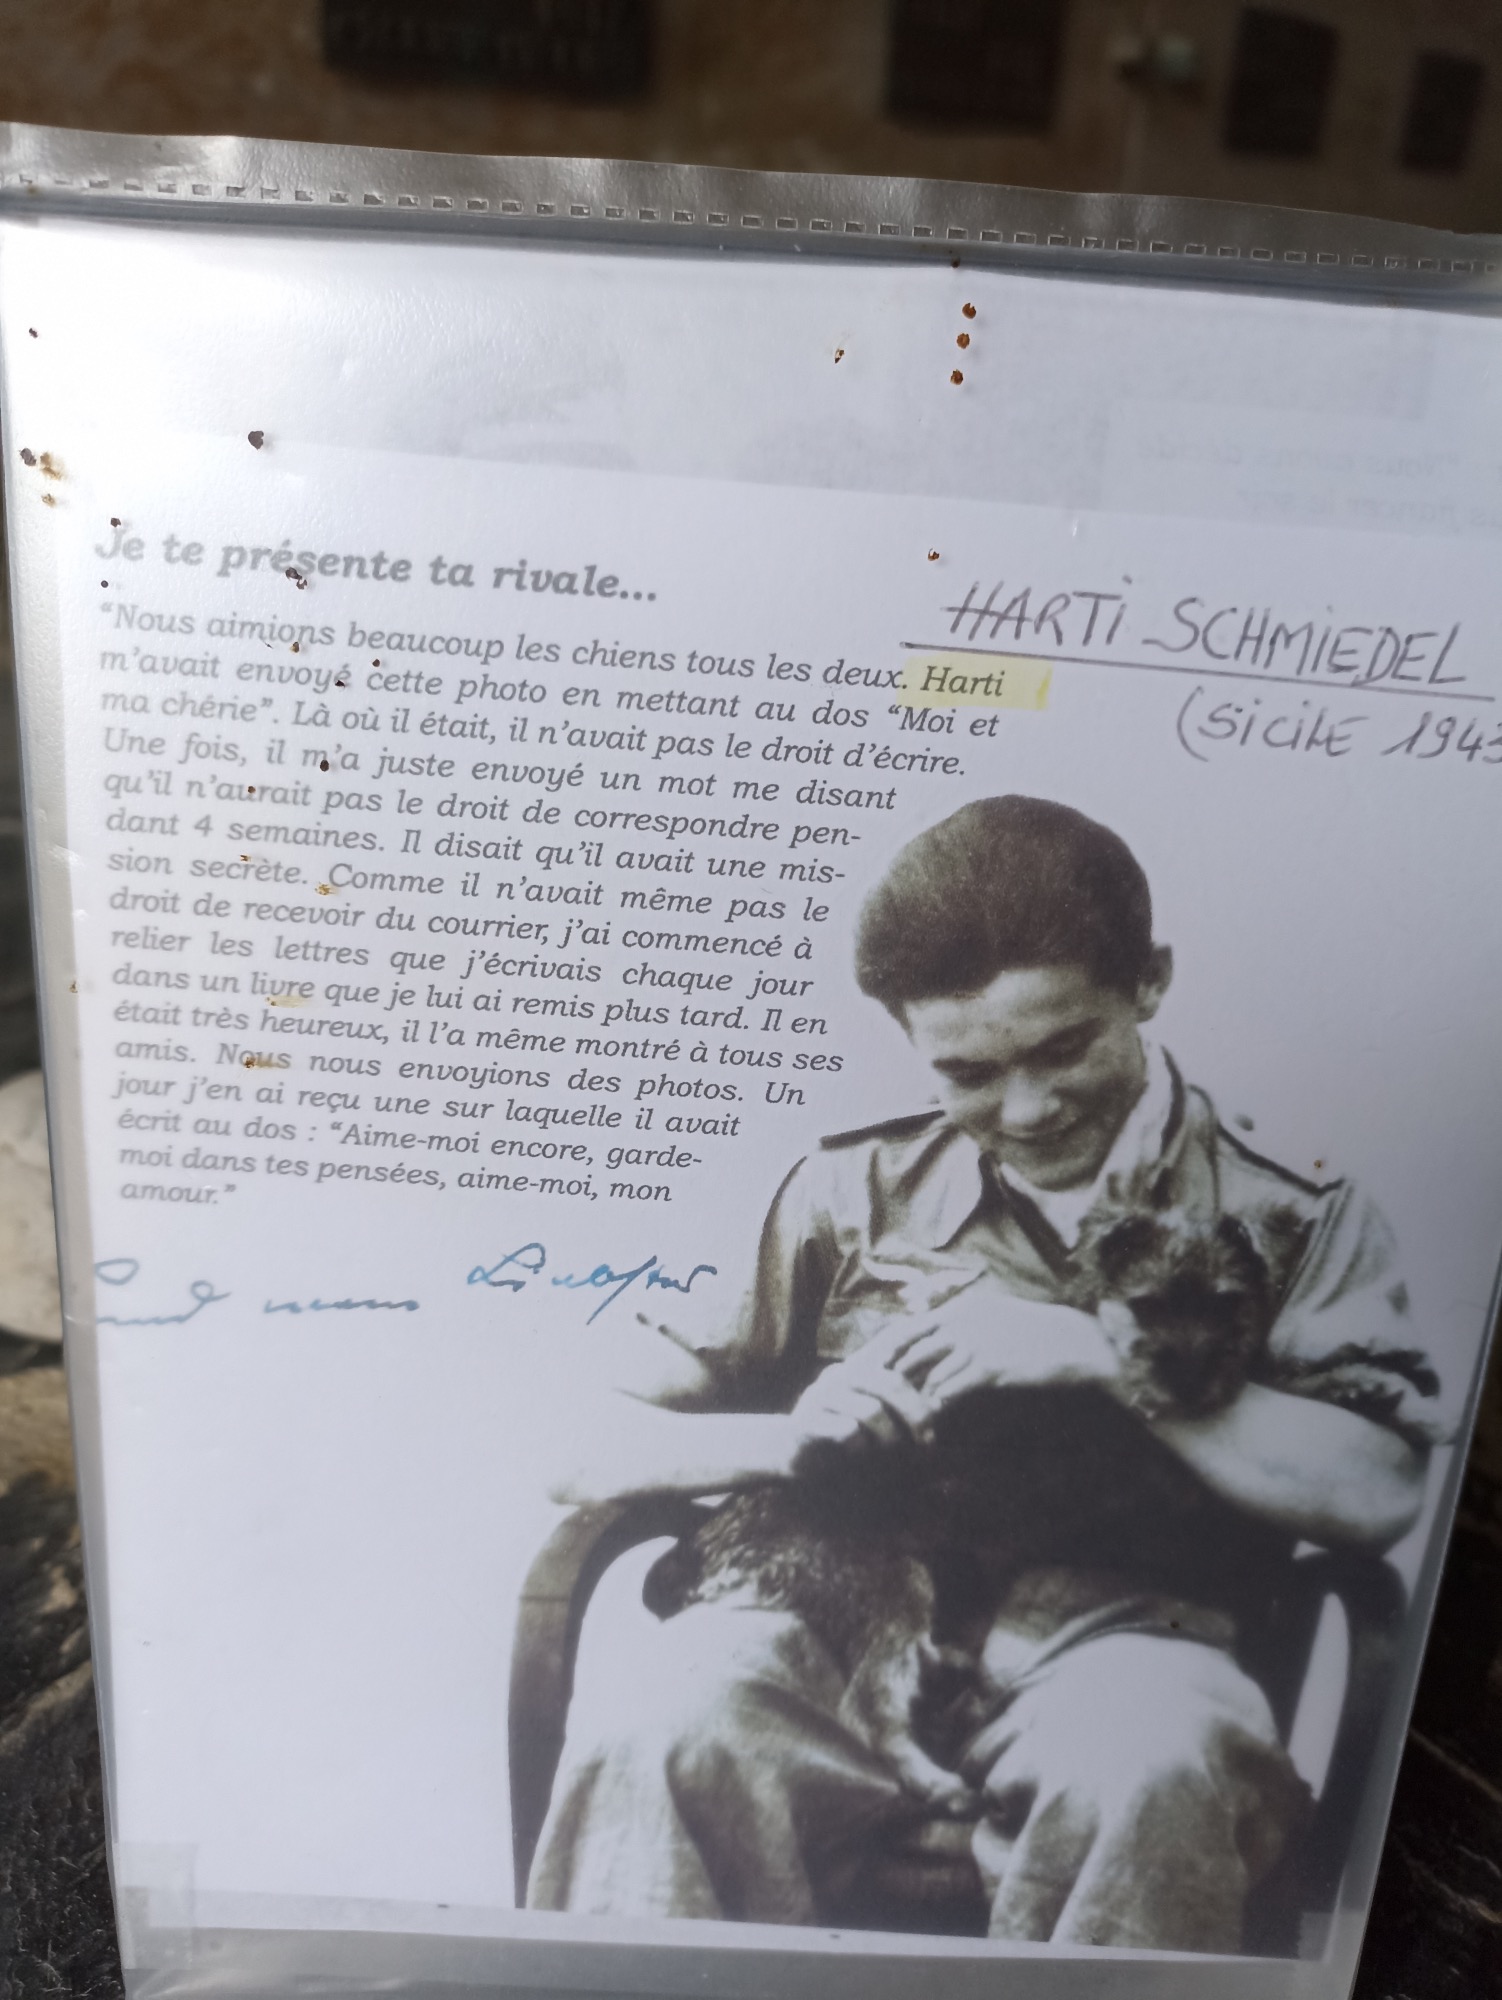 Je te présente ta rivale...
HARTI SCHMIEDEL
(SICILE 1943
“Nous aimions beaucoup les chiens tous les deux. Harti
m’avait envoyé cette photo en mettant au dos “Moi et
ma chérie”. Là où il était, il n’avait pas le droit d’écrire.
Une fois, il m’a juste envoyé un mot me disant
qu’il n’aurait pas le droit de correspondre pen-
dant 4 semaines. Il disait qu’il avait une mis-
sion secrète. Comme il n’avait même pas le
droit de recevoir du courrier, j’ai commencé à
relier les lettres que j’écrivais chaque jour
dans un livre que je lui ai remis plus tard. Il en
était très heureux, il l’a même montré à tous ses
amis. Nous nous envoyions des photos. Un
jour j’en ai reçu une sur laquelle il avait
écrit au dos : “Aime-moi encore, garde-
moi dans tes pensées, aime-moi, mon
amour.”